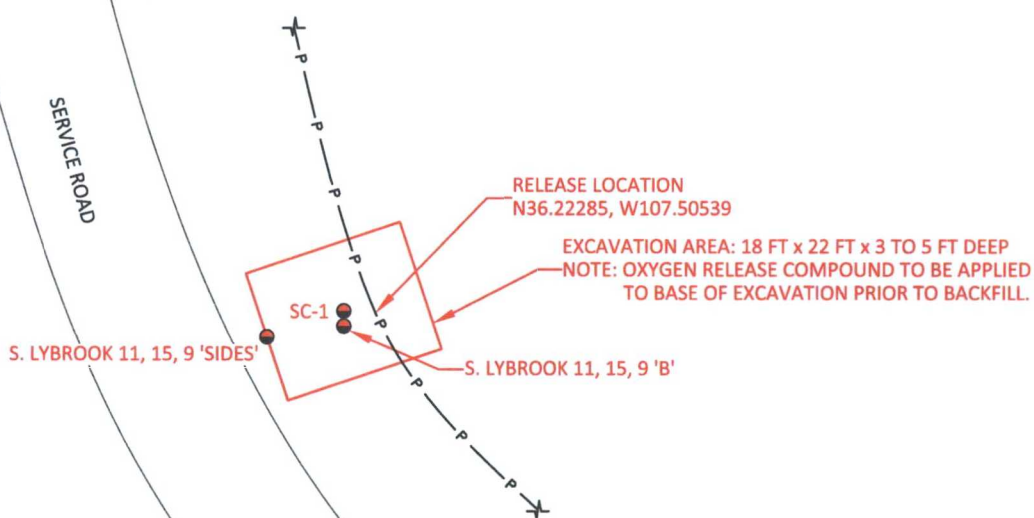 SERVICE ROAD
P
P
P
P
P
P
P
P
RELEASE LOCATION
N36.22285, W107.50539
EXCAVATION AREA: 18 FT x 22 FT x 3 TO 5 FT DEEP
NOTE: OXYGEN RELEASE COMPOUND TO BE APPLIED
TO BASE OF EXCAVATION PRIOR TO BACKFILL.
SC-1
S. LYBROOK 11, 15, 9 'SIDES'
S. LYBROOK 11, 15, 9 'B'